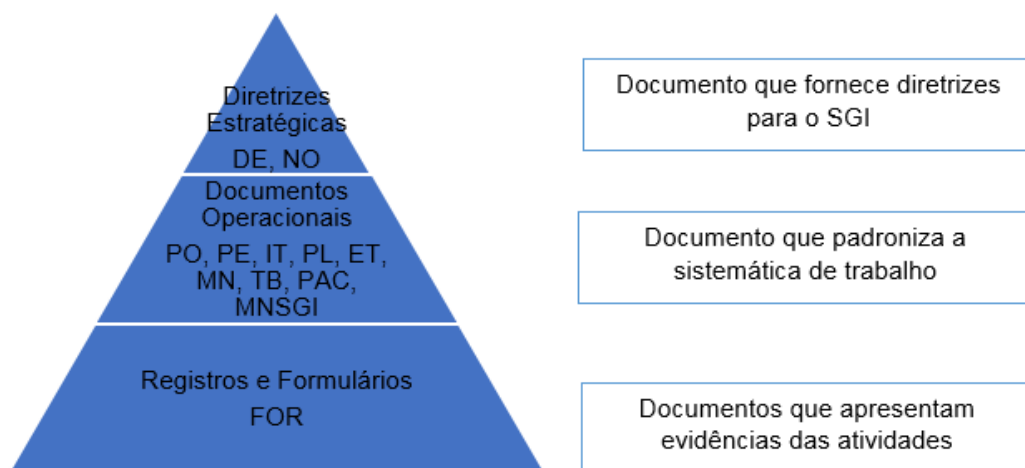 Diretrizes
Estratégicas
DE, NO
Documento que fornece diretrizes
para o SGI
Documentos
Operacionais
PO, PE, IT, PL, ET,
MN, TB, PAC,
MNSGI
Documento que padroniza a
sistemática de trabalho
Registros e Formulários
FOR
Documentos que apresentam
evidências das atividades